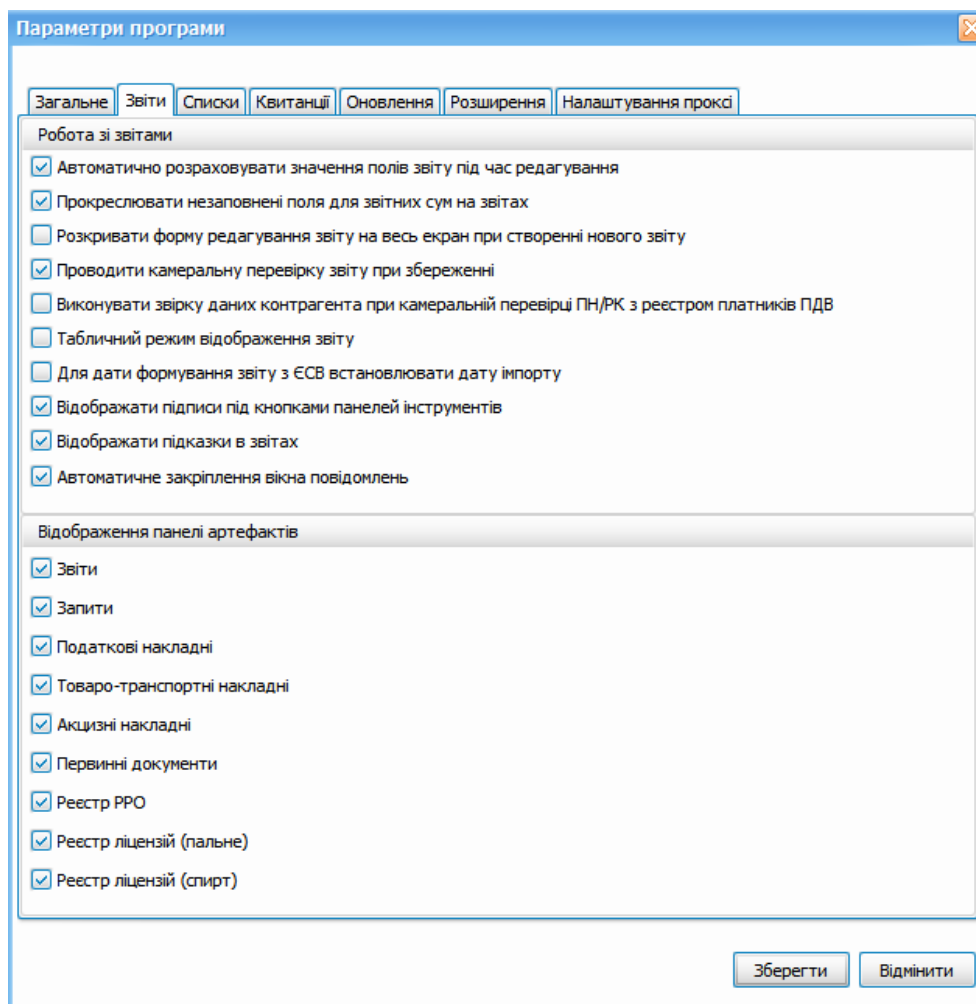 Параметри програми
Загальне Звіти Списки Квитанції Оновлення Розширення Налаштування проксі
Робота зі звітами
Автоматично розраховувати значення полів звіту під час редагування
Прокреслювати незаповнені поля для звітних сум на звітах
Розкривати форму редагування звіту на весь екран при створенні нового звіту
Проводити камеральну перевірку звіту при збереженні
Виконувати звірку даних контрагента при камеральній перевірці ПН/РК з реєстром платників ПДВ
Табличний режим відображення звіту
Для дати формування звіту з ЄСВ встановлювати дату імпорту
Відображати підписи під кнопками панелей інструментів
Відображати підказки в звітах
Автоматичне закріплення вікна повідомлень
Відображення панелі артефактів
Звіти
Запити
Податкові накладні
Товаро-транспортні накладні
Акцизні накладні
Первинні документи
Реєстр РРО
Реєстр ліцензій (пальне)
Реєстр ліцензій (спирт)
Зберегти Відмінити